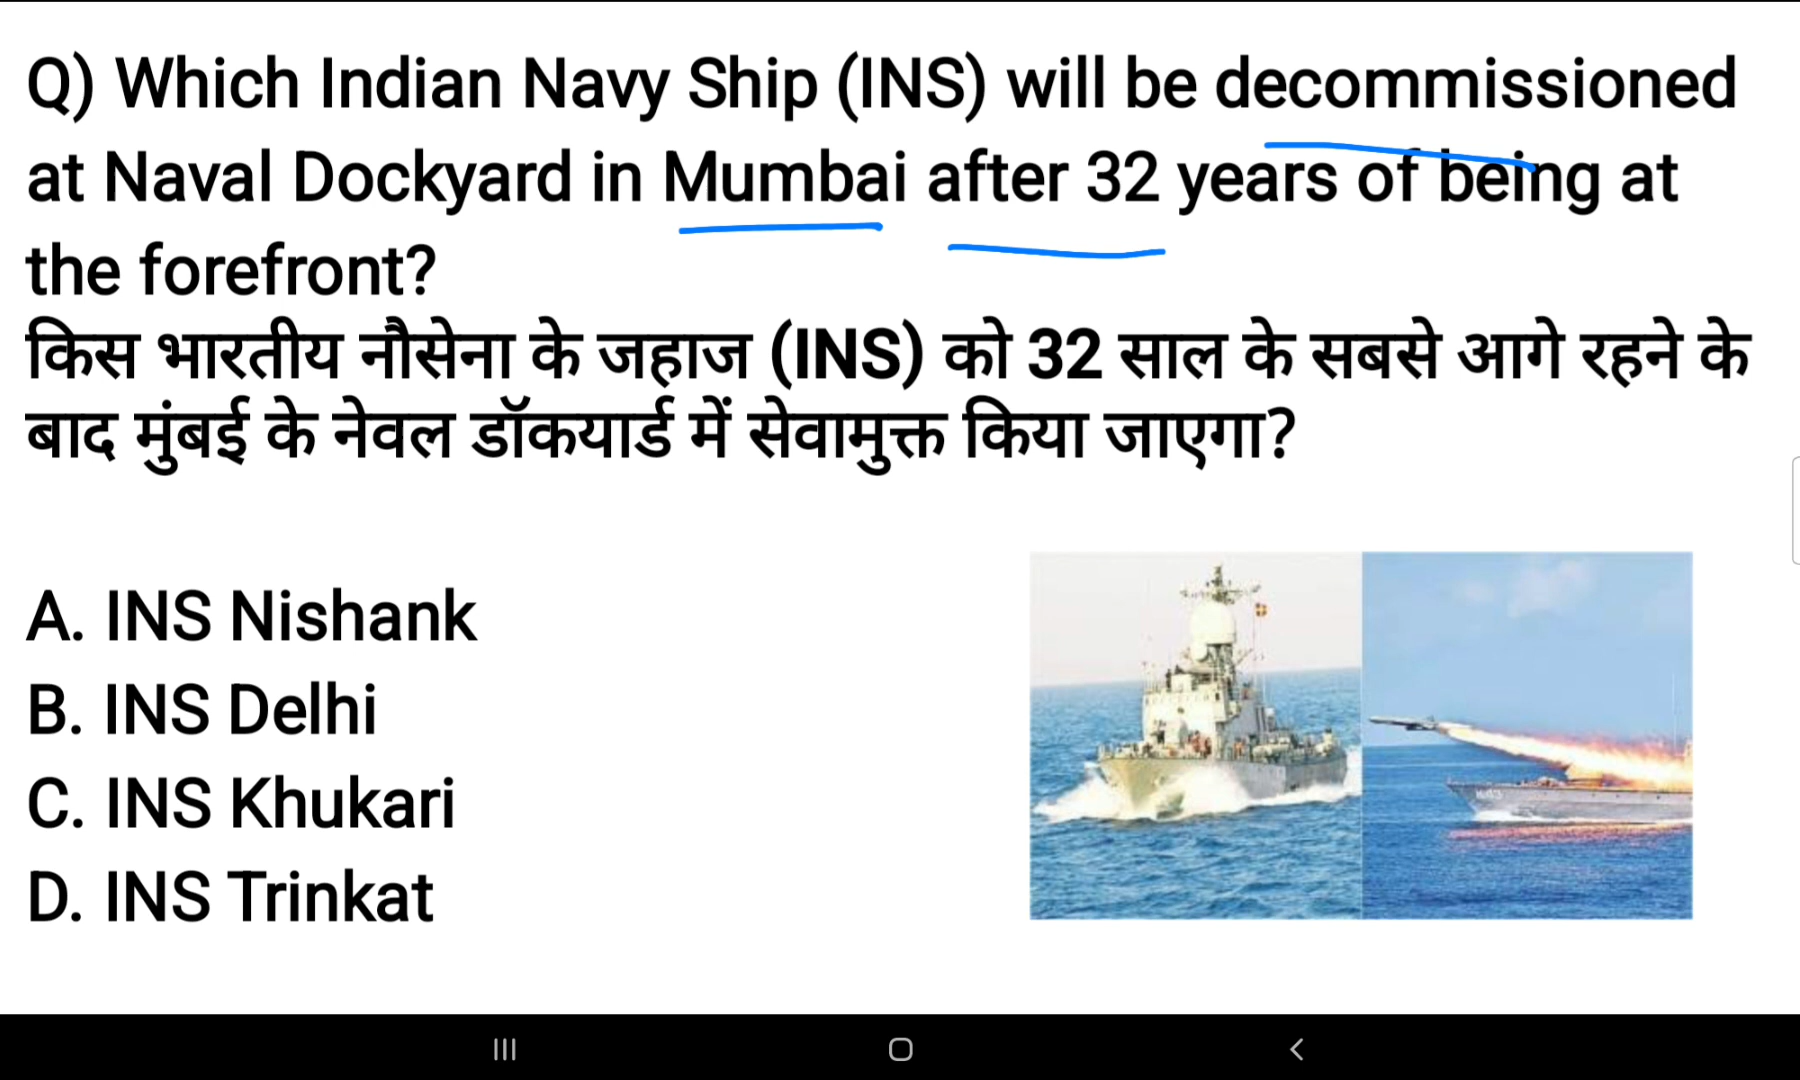 Q) Which Indian Navy Ship (INS) will be decommissioned
at Naval Dockyard in Mumbai after 32 years of being at
the forefront?
किस भारतीय नौसेना के जहाज (INS) को 32 साल के सबसे आगे रहने के
बाद मुंबई के नेवल डॉकयार्ड में सेवामुक्त किया जाएगा?
A. INS Nishank
B. INS Delhi
C. INS Khukari
D. INS Trinkat